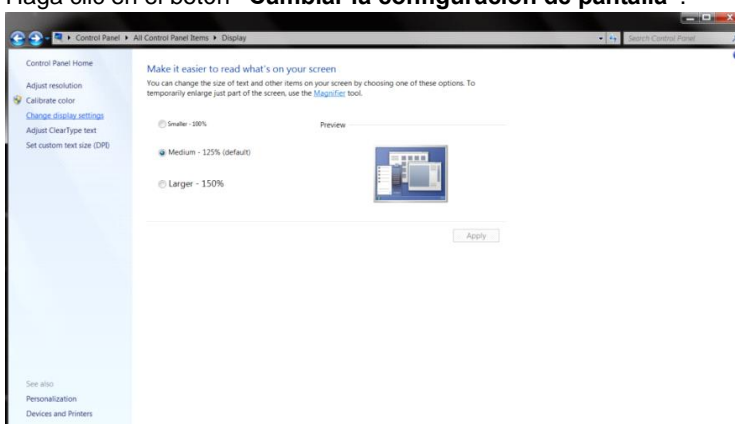 Haga clic en el botón "Cambiar la configuración de pantalla".
Control Panel ▸ All Control Panel Items ▸ Display
Search Control Panel
Control Panel Home
Adjust resolution
Calibrate color
Change display settings
Adjust ClearType text
Set custom text size (DPI)
See also
Personalization
Devices and Printers
Make it easier to read what's on your screen
You can change the size of text and other items on your screen by choosing one of these options. To
temporarily enlarge just part of the screen, use the Magnifier tool.
Smaller - 100%
Preview
Medium - 125% (default)
Larger - 150%
Apply